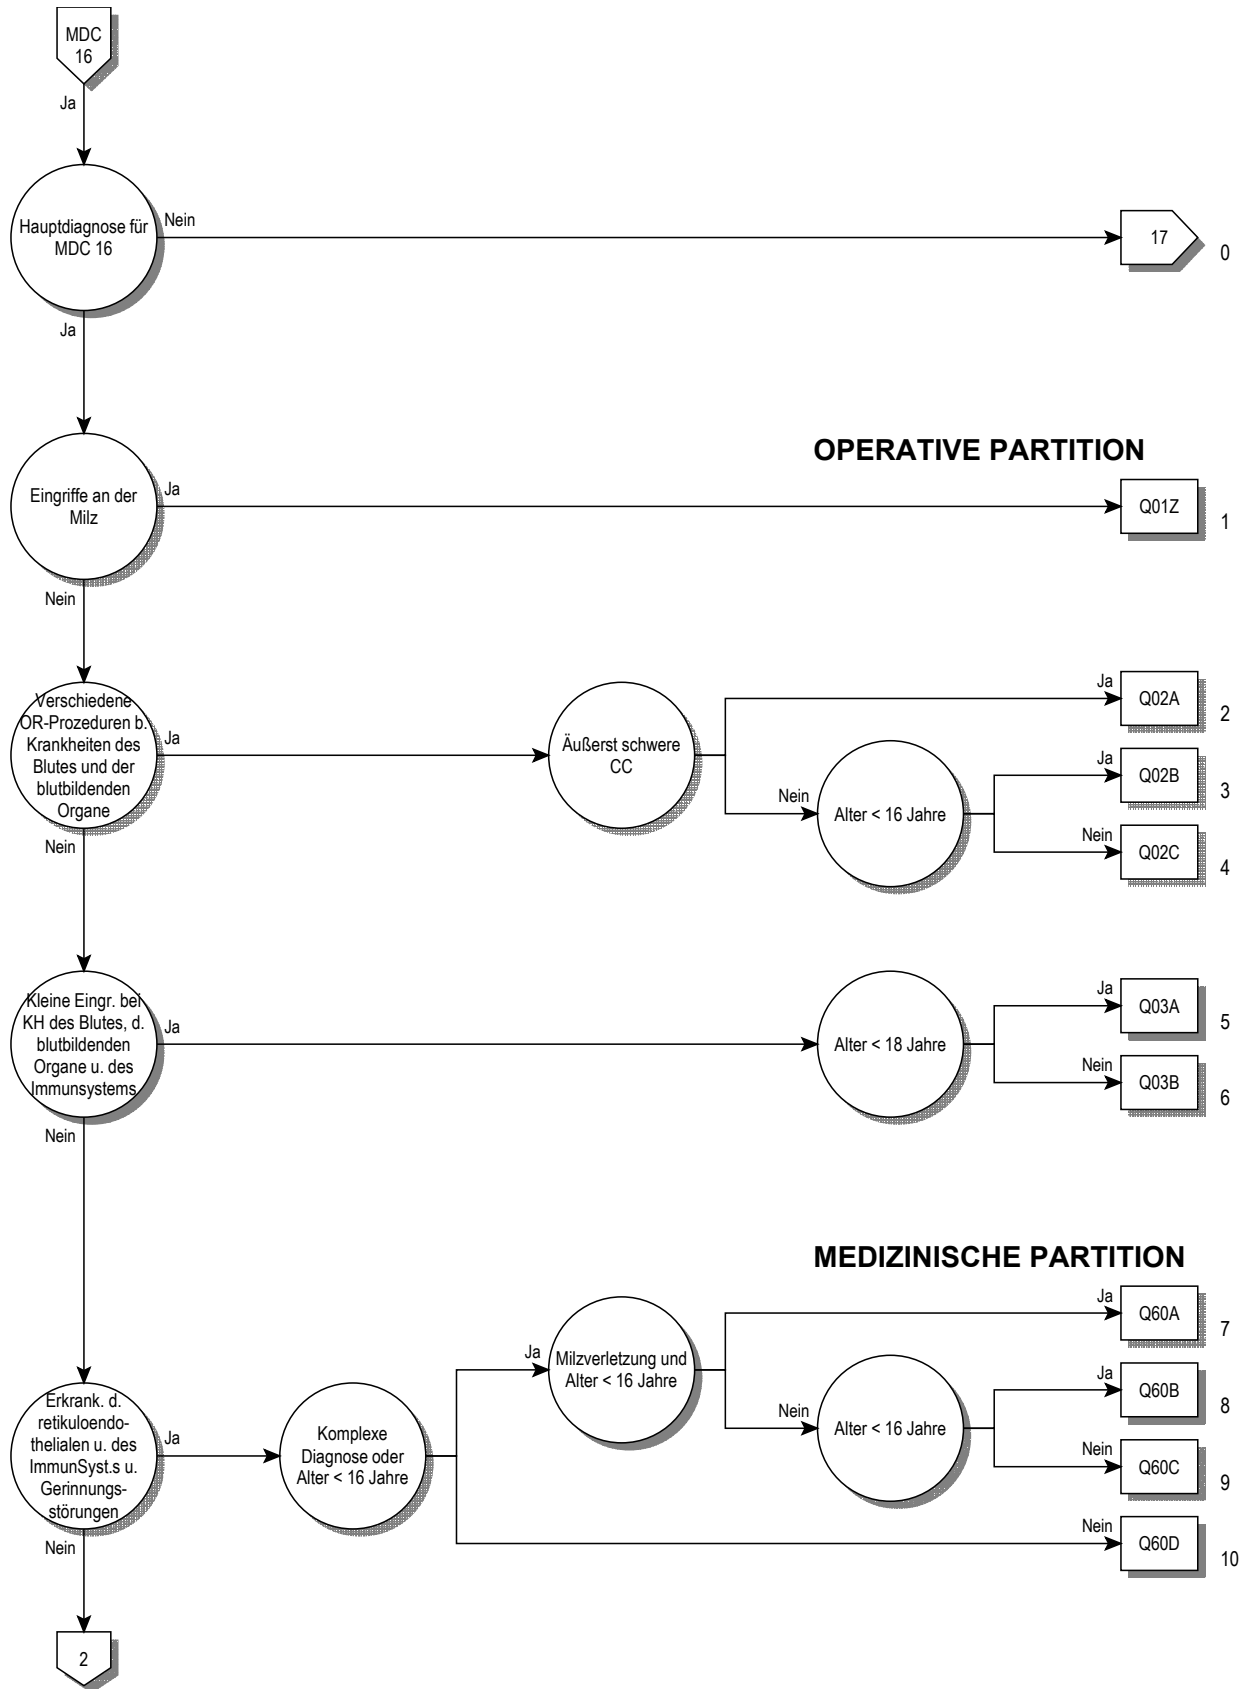 MDC
16
Ja
Hauptdiagnose für
MDC 16
Nein
17
0
Ja
OPERATIVE PARTITION
Eingriffe an der
Milz
Ja
Q01Z
1
Nein
Verschiedene
OR-Prozeduren b.
Krankheiten des
Blutes und der
blutbildenden
Organe
Ja
Äußerst schwere
CC
Ja
Q02A
2
Nein
Alter < 16 Jahre
Ja
Q02B
3
Nein
Q02C
4
Nein
Kleine Eingr. bei
KH des Blutes, d.
blutbildenden
Organe u. des
Immunsystems
Ja
Alter < 18 Jahre
Ja
Q03A
5
Nein
Q03B
6
Nein
MEDIZINISCHE PARTITION
Erkrank. d.
retikuloendo-
thelialen u. des
ImmunSyst.s u.
Gerinnungs-
störungen
Ja
Komplexe
Diagnose oder
Alter < 16 Jahre
Ja
Milzverletzung und
Alter < 16 Jahre
Ja
Q60A
7
Nein
Alter < 16 Jahre
Ja
Q60B
8
Nein
Q60C
9
Nein
Q60D
10
Nein
2